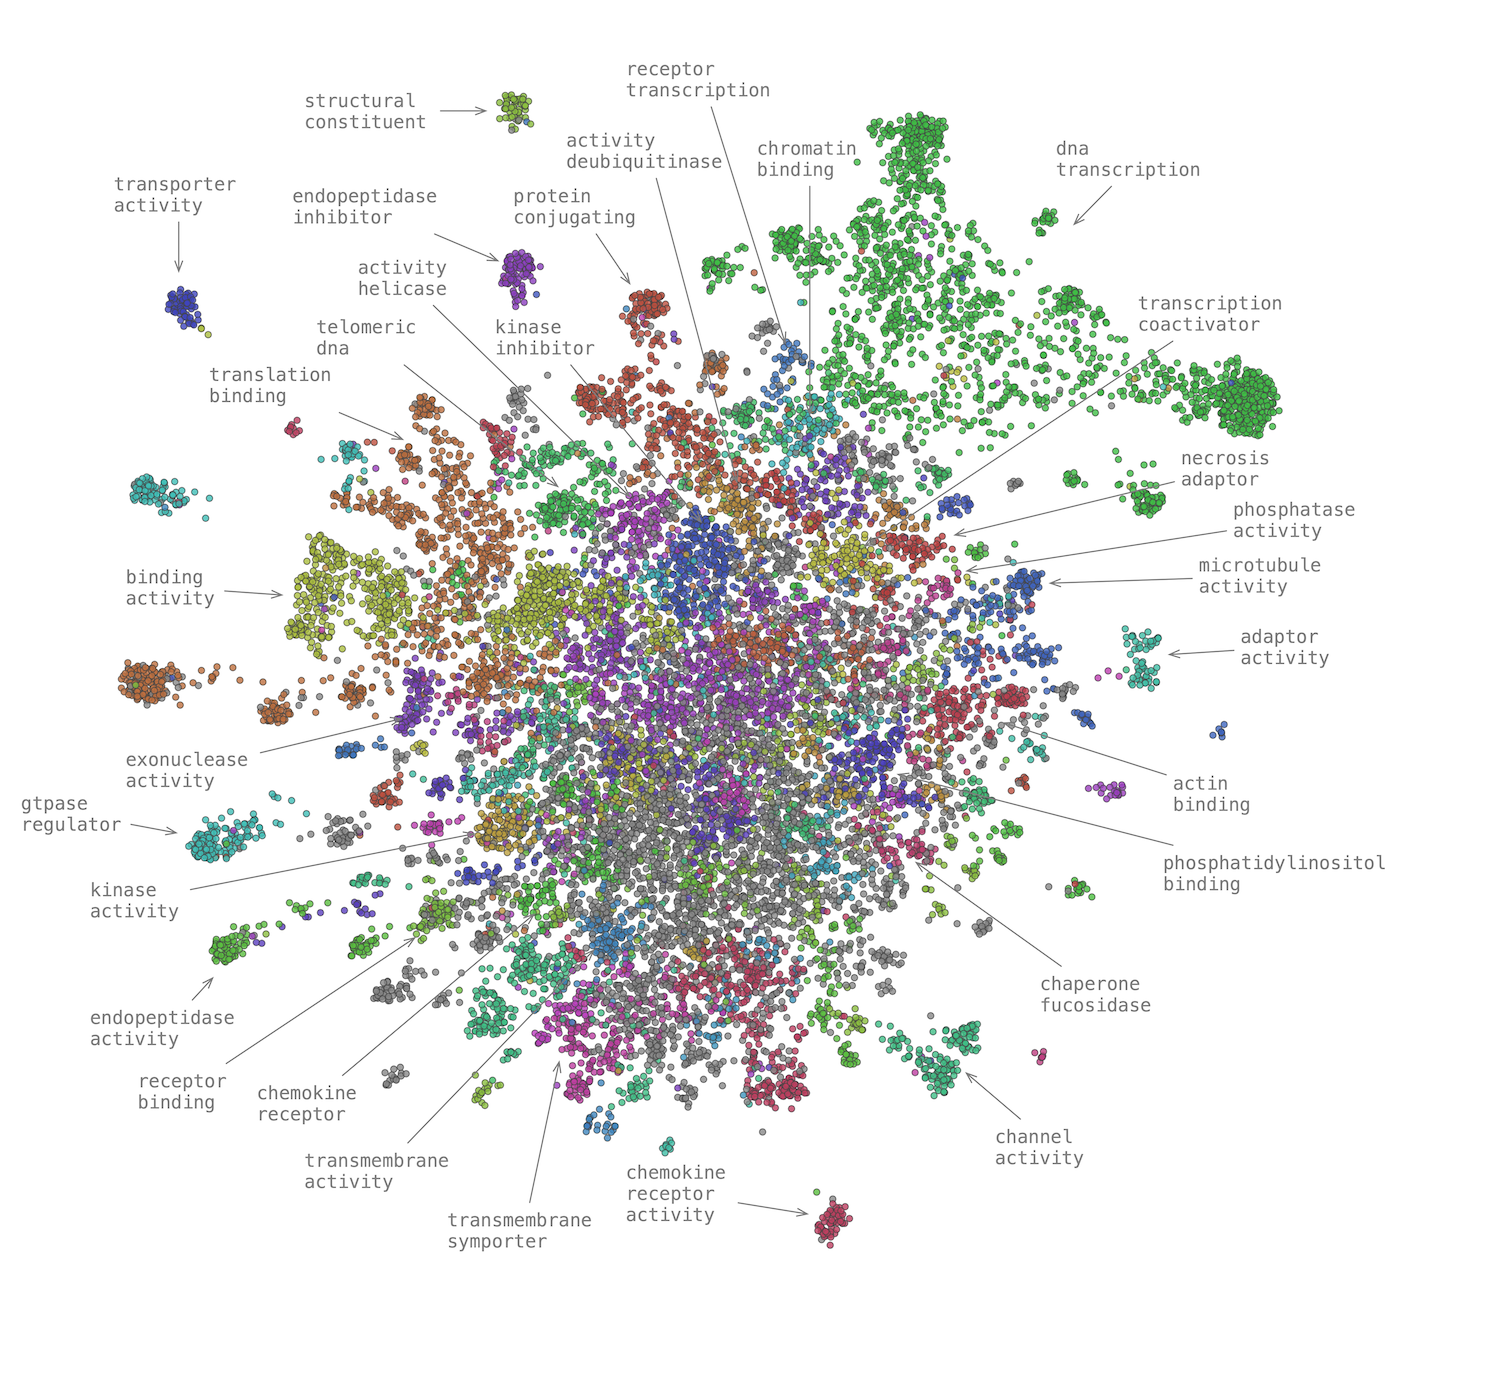 receptor
transcription
structural
constituent
activity
deubiquitinase
chromatin
binding
dna
transcription
transporter
activity
endopeptidase
inhibitor
protein
conjugating
activity
helicase
transcription
coactivator
telomeric
dna
kinase
inhibitor
translation
binding
necrosis
adaptor
phosphatase
activity
microtubule
activity
binding
activity
adaptor
activity
exonuclease
activity
actin
binding
gtpase
regulator
phosphatidylinositol
binding
kinase
activity
chaperone
fucosidase
endopeptidase
activity
receptor
binding
chemokine
receptor
channel
activity
transmembrane
activity
chemokine
receptor
activity
transmembrane
symporter